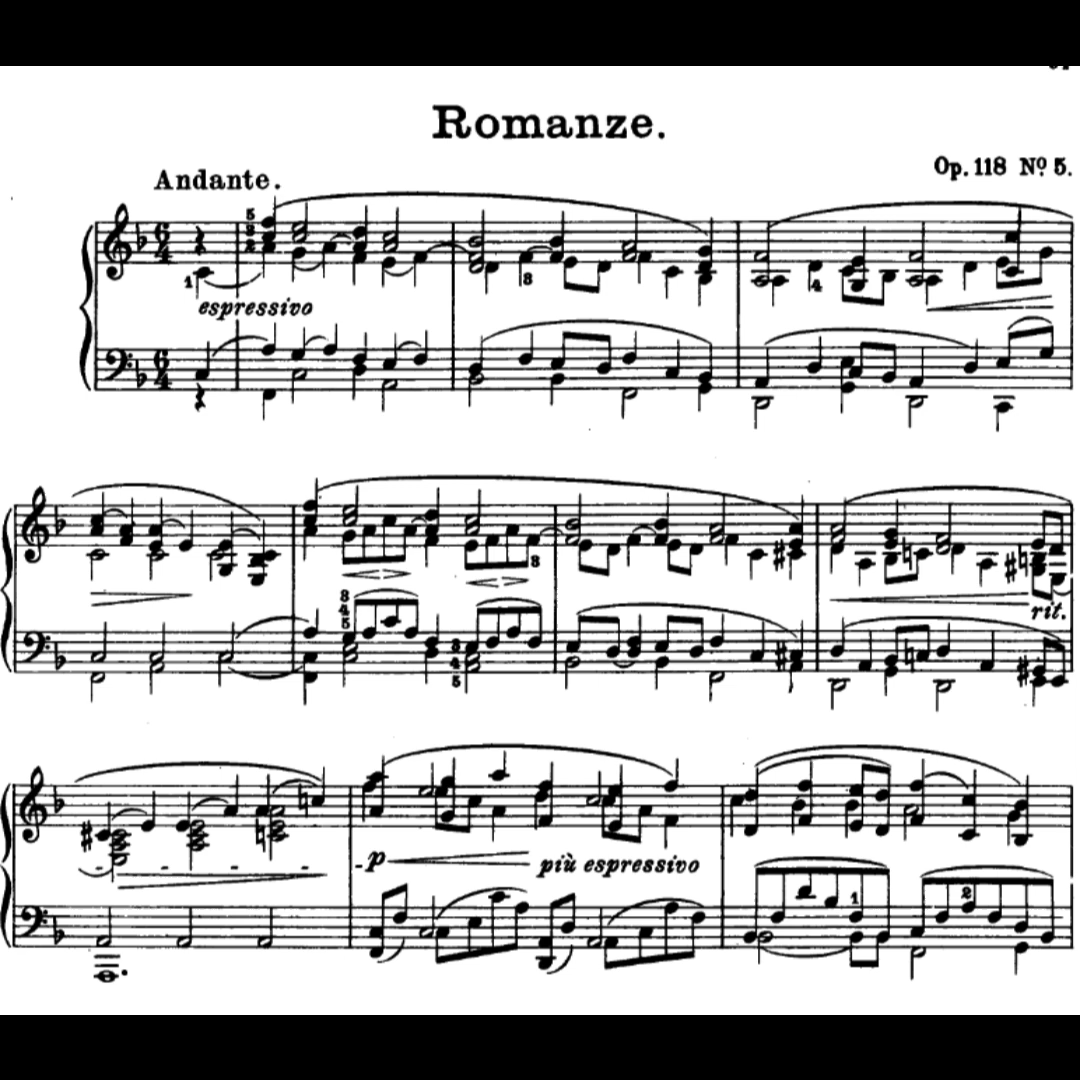 Romanze.
Op. 118 Nº 5.
Andante.
espressivo
rit.
p
più espressivo